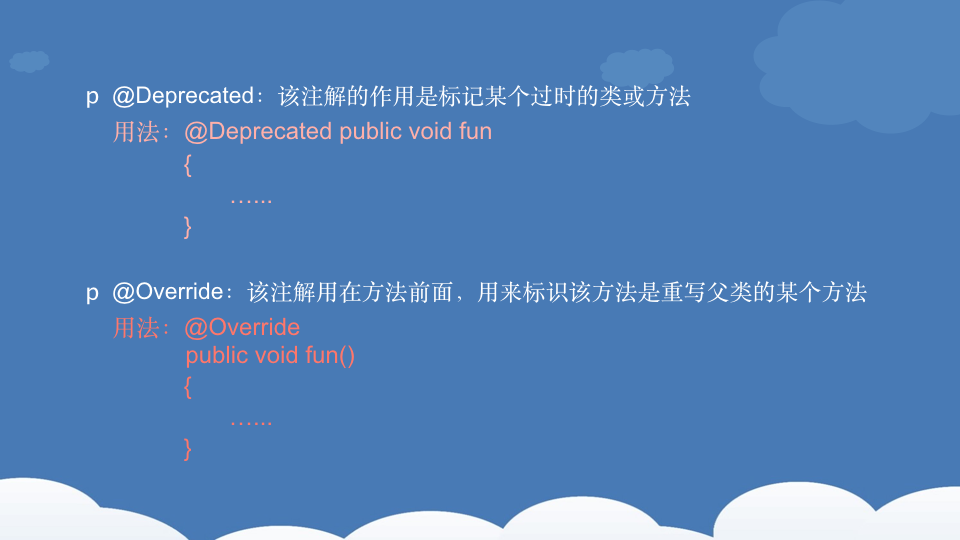 p @Deprecated：该注解的作用是标记某个过时的类或方法
用法：@Deprecated public void fun
{
…...
}
p @Override：该注解用在方法前面，用来标识该方法是重写父类的某个方法
用法：@Override
public void fun()
{
…...
}